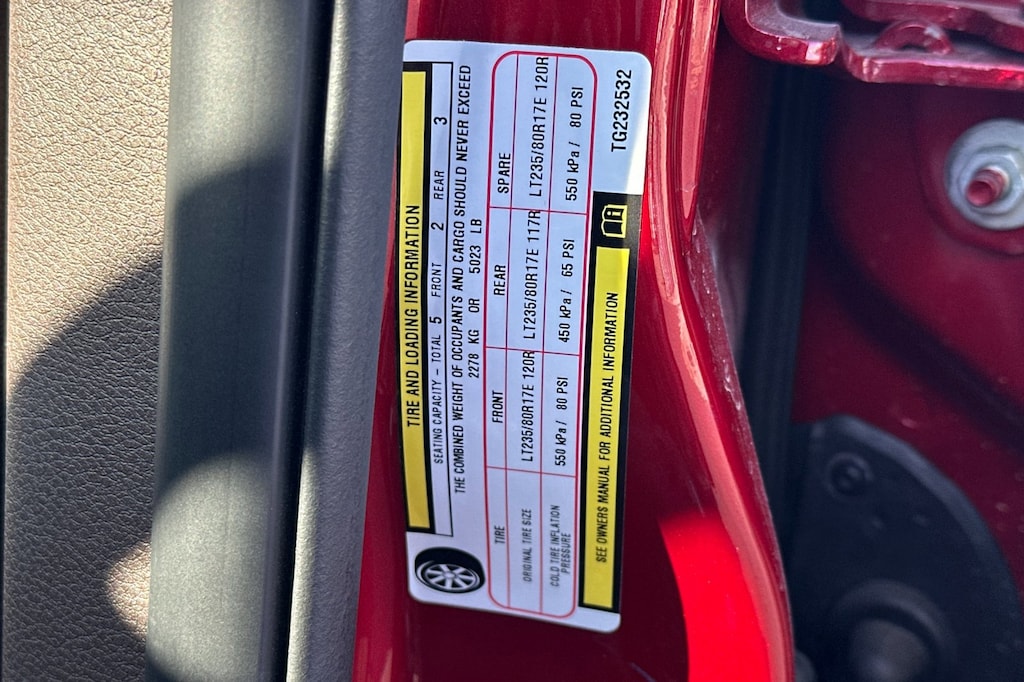 TIRE AND LOADING INFORMATION
SEATING CAPACITY – TOTAL 5 FRONT 2 REAR 3
THE COMBINED WEIGHT OF OCCUPANTS AND CARGO SHOULD NEVER EXCEED
2278 KG OR 5023 LB
TIRE FRONT REAR SPARE
ORIGINAL TIRE SIZE LT235/80R17E 120R LT235/80R17E 117R LT235/80R17E 120R
COLD TIRE INFLATION
PRESSURE 550 kPa / 80 PSI 450 kPa / 65 PSI 550 kPa / 80 PSI
SEE OWNERS MANUAL FOR ADDITIONAL INFORMATION
TG232532